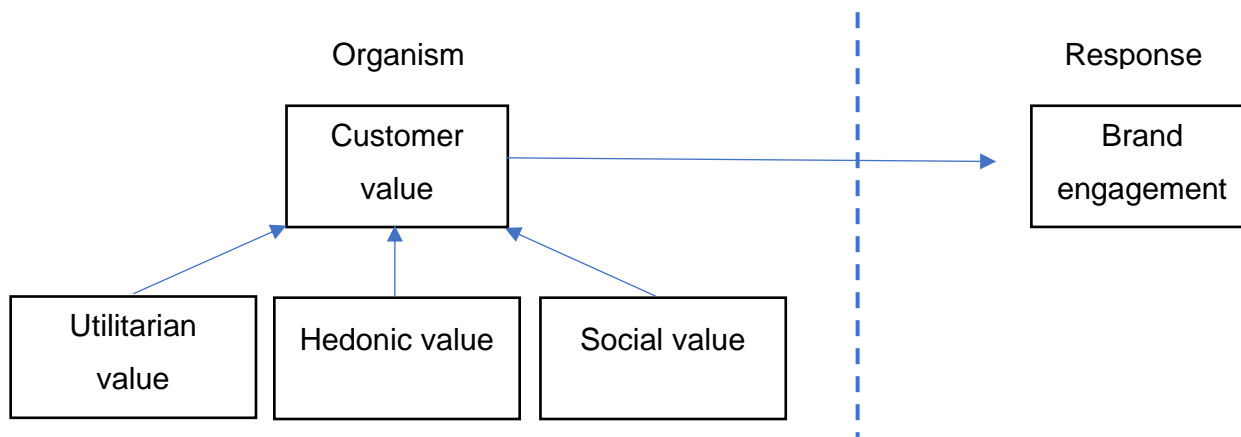 Organism
Response
Customer
value
Brand
engagement
Utilitarian
value
Hedonic value
Social value